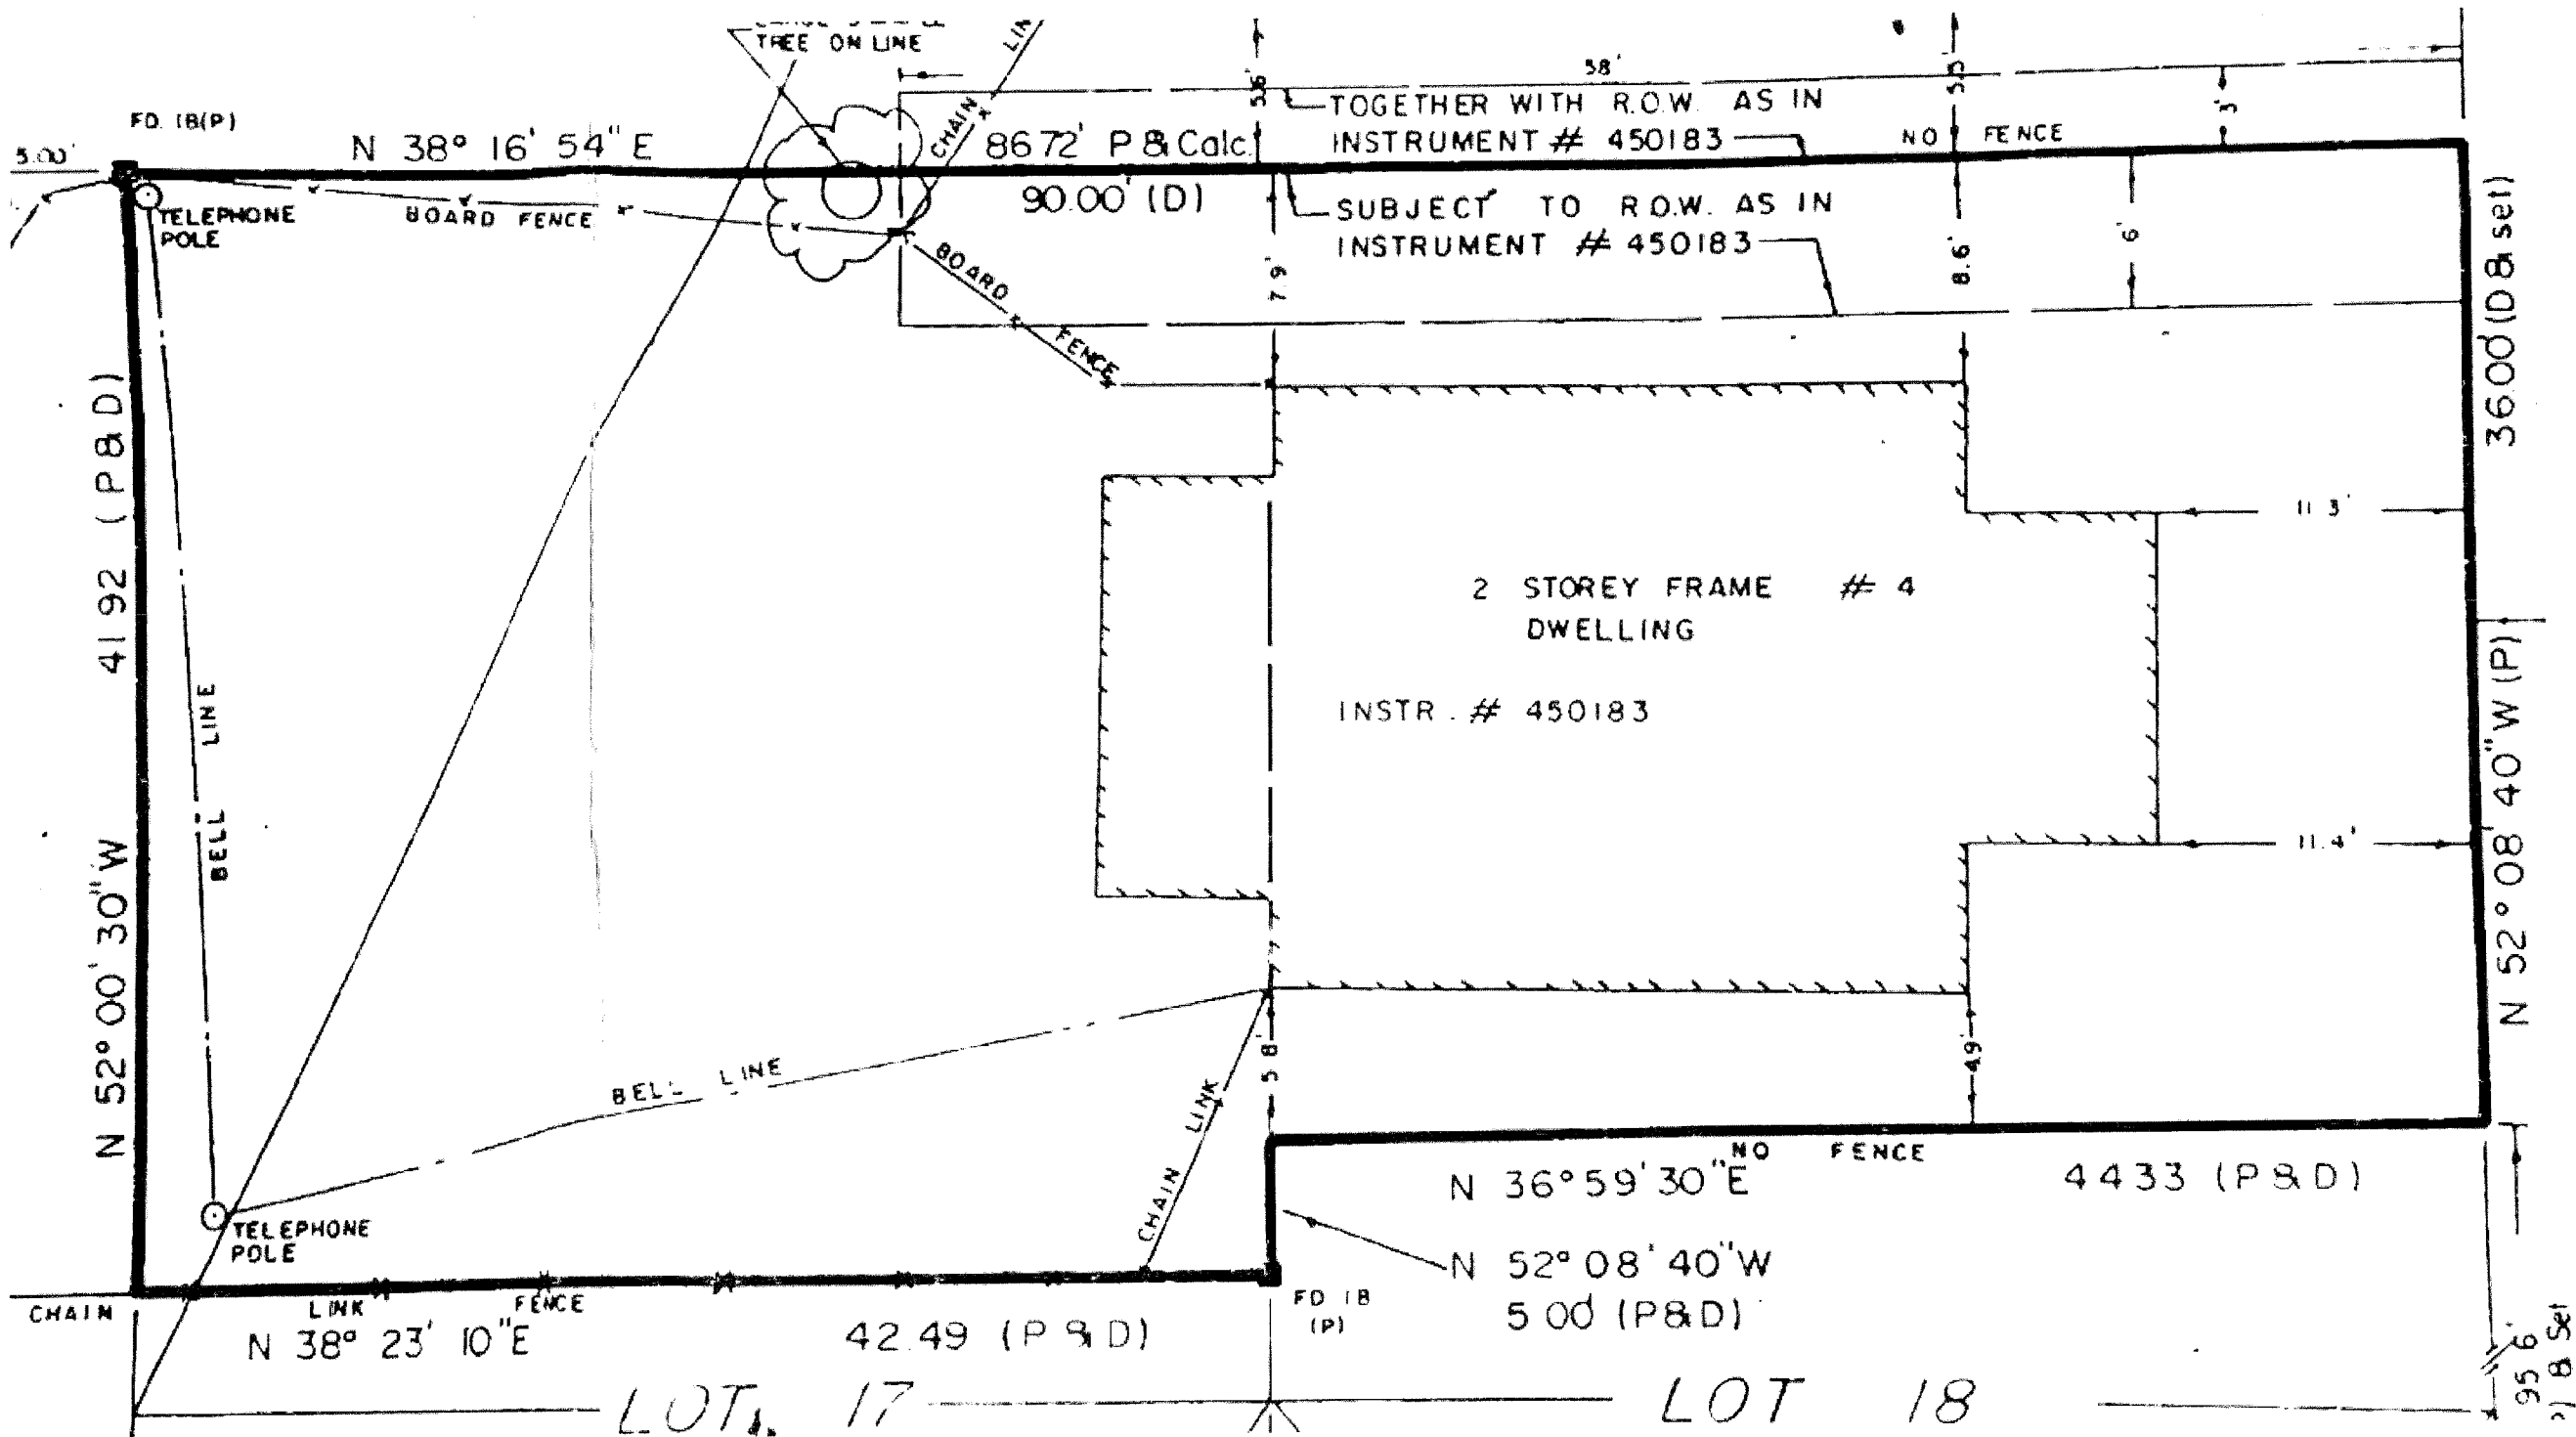 TREE ON LINE
LIN
CHAIN
58'
5.6'
5.5'
3'
TOGETHER WITH R.O.W. AS IN
INSTRUMENT # 450183
NO FENCE
FD. IB(P)
5.00'
N 38° 16' 54" E
86.72' P & Calc.
90.00' (D)
SUBJECT TO R.O.W. AS IN
INSTRUMENT # 450183
TELEPHONE
POLE
BOARD FENCE
BOARD
FENCE
7.9'
8.6'
6'
36.00' (D & set)
N 52° 08' 40" W (P)
41.92 (P & D)
N 52° 00' 30" W
BELL LINE
11.3'
2 STOREY FRAME # 4
DWELLING
INSTR. # 450183
11.4'
BELL LINE
CHAIN LINK
5.8'
4.9'
TELEPHONE
POLE
NO FENCE
N 36° 59' 30" E
44.33 (P & D)
N 52° 08' 40" W
5.00' (P & D)
FD IB
(P)
CHAIN LINK FENCE
N 38° 23' 10" E
42.49 (P & D)
LOT 17
LOT 18
95.6'
& Set